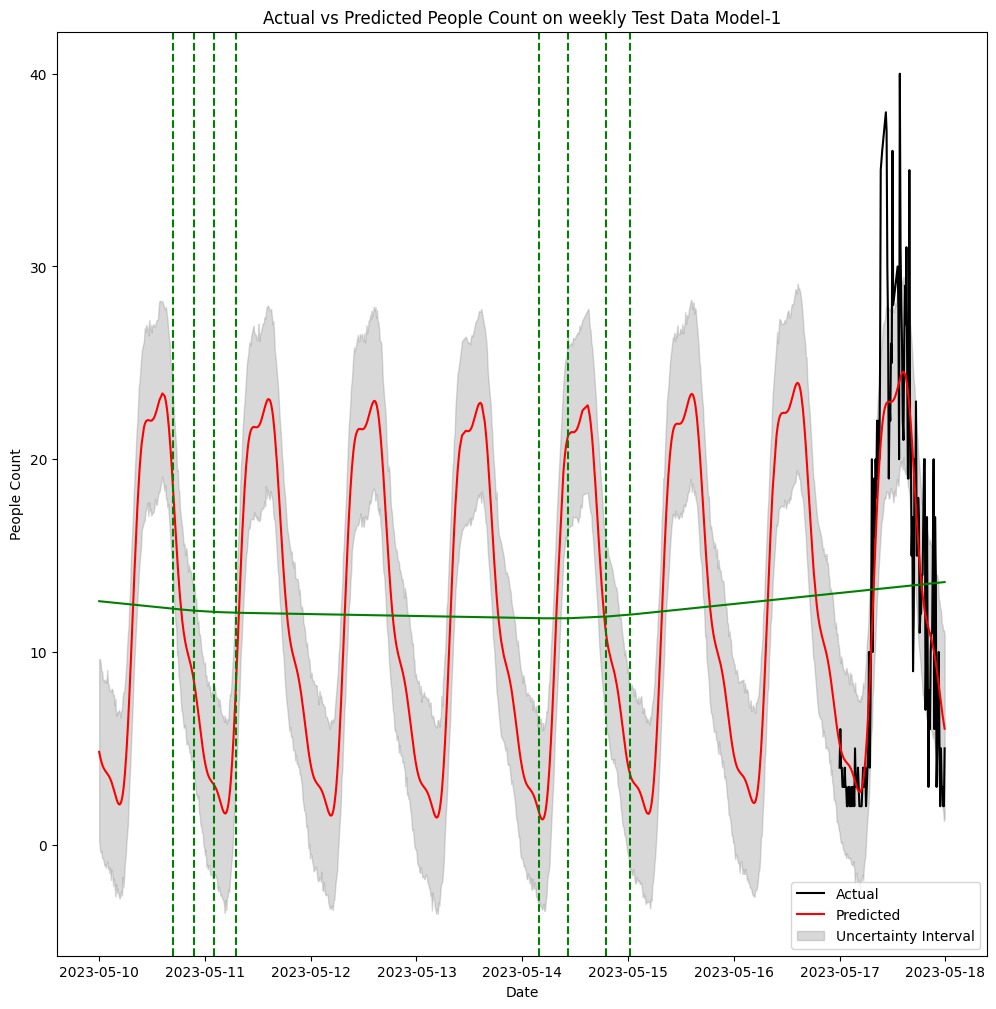 Actual vs Predicted People Count on weekly Test Data Model-1
People Count
40
30
20
10
0
Actual
Predicted
Uncertainty Interval
2023-05-10 2023-05-11 2023-05-12 2023-05-13 2023-05-14 2023-05-15 2023-05-16 2023-05-17 2023-05-18
Date